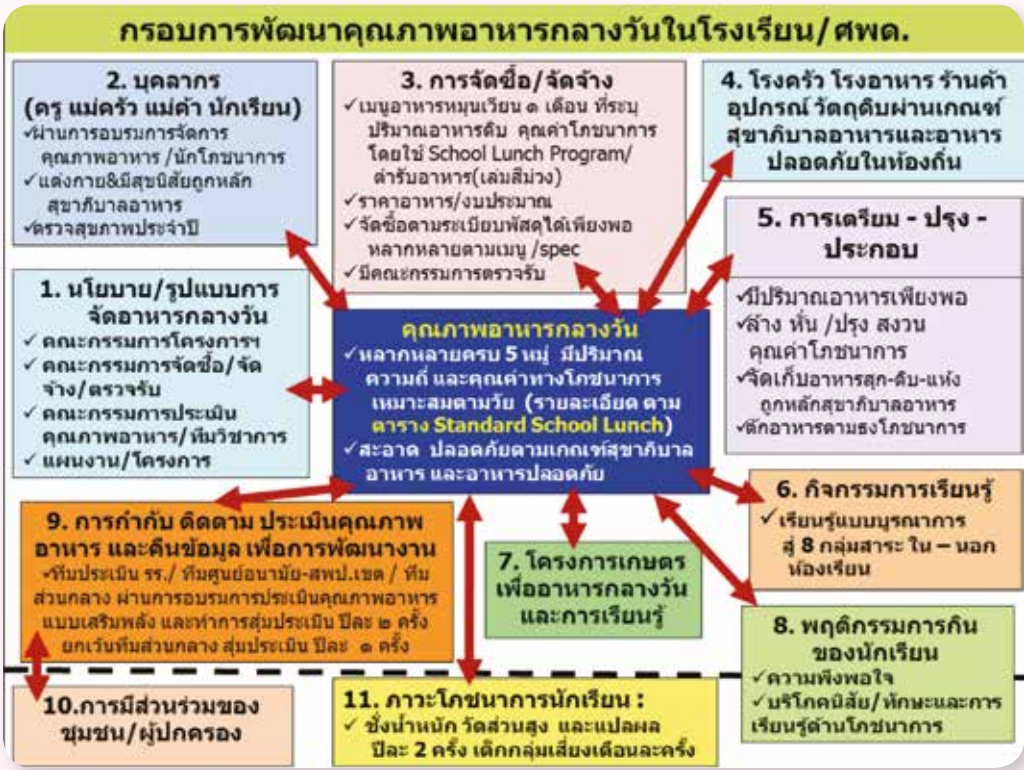 กรอบการพัฒนาคุณภาพอาหารกลางวันในโรงเรียน/ศพด.
2. บุคลากร
(ครู แม่ครัว แม่ค้า นักเรียน)
✓ผ่านการอบรมการจัดการ
คุณภาพอาหาร /นักโภชนาการ
✓แต่งกาย&มีสุขนิสัยถูกหลัก
สุขาภิบาลอาหาร
✓ตรวจสุขภาพประจำปี
3. การจัดซื้อ/จัดจ้าง
✓เมนูอาหารหมุนเวียน ๑ เดือน ที่ระบุ
ปริมาณอาหารดิบ คุณค่าโภชนาการ
โดยใช้ School Lunch Program/
ตำรับอาหาร(เล่มสีม่วง)
✓ราคาอาหาร/งบประมาณ
✓จัดซื้อตามระเบียบพัสดุได้เพียงพอ
หลากหลายตามเมนู /spec
✓มีคณะกรรมการตรวจรับ
4. โรงครัว โรงอาหาร ร้านค้า
อุปกรณ์ วัตถุดิบผ่านเกณฑ์
สุขาภิบาลอาหารและอาหาร
ปลอดภัยในท้องถิ่น
1. นโยบาย/รูปแบบการ
จัดอาหารกลางวัน
✓ คณะกรรมการโครงการฯ
✓ คณะกรรมการจัดซื้อ/จัด
จ้าง/ตรวจรับ
✓ คณะกรรมการประเมิน
คุณภาพอาหาร/ทีมวิชาการ
✓ แผนงาน/โครงการ
คุณภาพอาหารกลางวัน
✓หลากหลายครบ 5 หมู่ มีปริมาณ
ความถี่ และคุณค่าทางโภชนาการ
เหมาะสมตามวัย (รายละเอียด ตาม
ตาราง Standard School Lunch)
✓สะอาด ปลอดภัยตามเกณฑ์สุขาภิบาล
อาหาร และอาหารปลอดภัย
5. การเตรียม - ปรุง -
ประกอบ
✓มีปริมาณอาหารเพียงพอ
✓ล้าง หั่น /ปรุง สงวน
คุณค่าโภชนาการ
✓จัดเก็บอาหารสุก-ดิบ-แห้ง
ถูกหลักสุขาภิบาลอาหาร
✓ตักอาหารตามธงโภชนาการ
6. กิจกรรมการเรียนรู้
✓เรียนรู้แบบบูรณาการ
สู่ 8 กลุ่มสาระ ใน – นอก
ห้องเรียน
9. การกำกับ ติดตาม ประเมินคุณภาพ
อาหาร และคืนข้อมูล เพื่อการพัฒนางาน
✓ทีมประเมิน รร./ ทีมศูนย์อนามัย-สพป.เขต / ทีม
ส่วนกลาง ผ่านการอบรมการประเมินคุณภาพอาหาร
แบบเสริมพลัง และทำการสุ่มประเมิน ปีละ ๒ ครั้ง
ยกเว้นทีมส่วนกลาง สุ่มประเมิน ปีละ ๑ ครั้ง
7. โครงการเกษตร
เพื่ออาหารกลางวัน
และการเรียนรู้
8. พฤติกรรมการกิน
ของนักเรียน
✓ความพึงพอใจ
✓บริโภคนิสัย/ทักษะและการ
เรียนรู้ด้านโภชนาการ
10.การมีส่วนร่วมของ
ชุมชน/ผู้ปกครอง
11. ภาวะโภชนาการนักเรียน :
✓ ชั่งน้ำหนัก วัดส่วนสูง และแปลผล
ปีละ 2 ครั้ง เด็กกลุ่มเสี่ยงเดือนละครั้ง